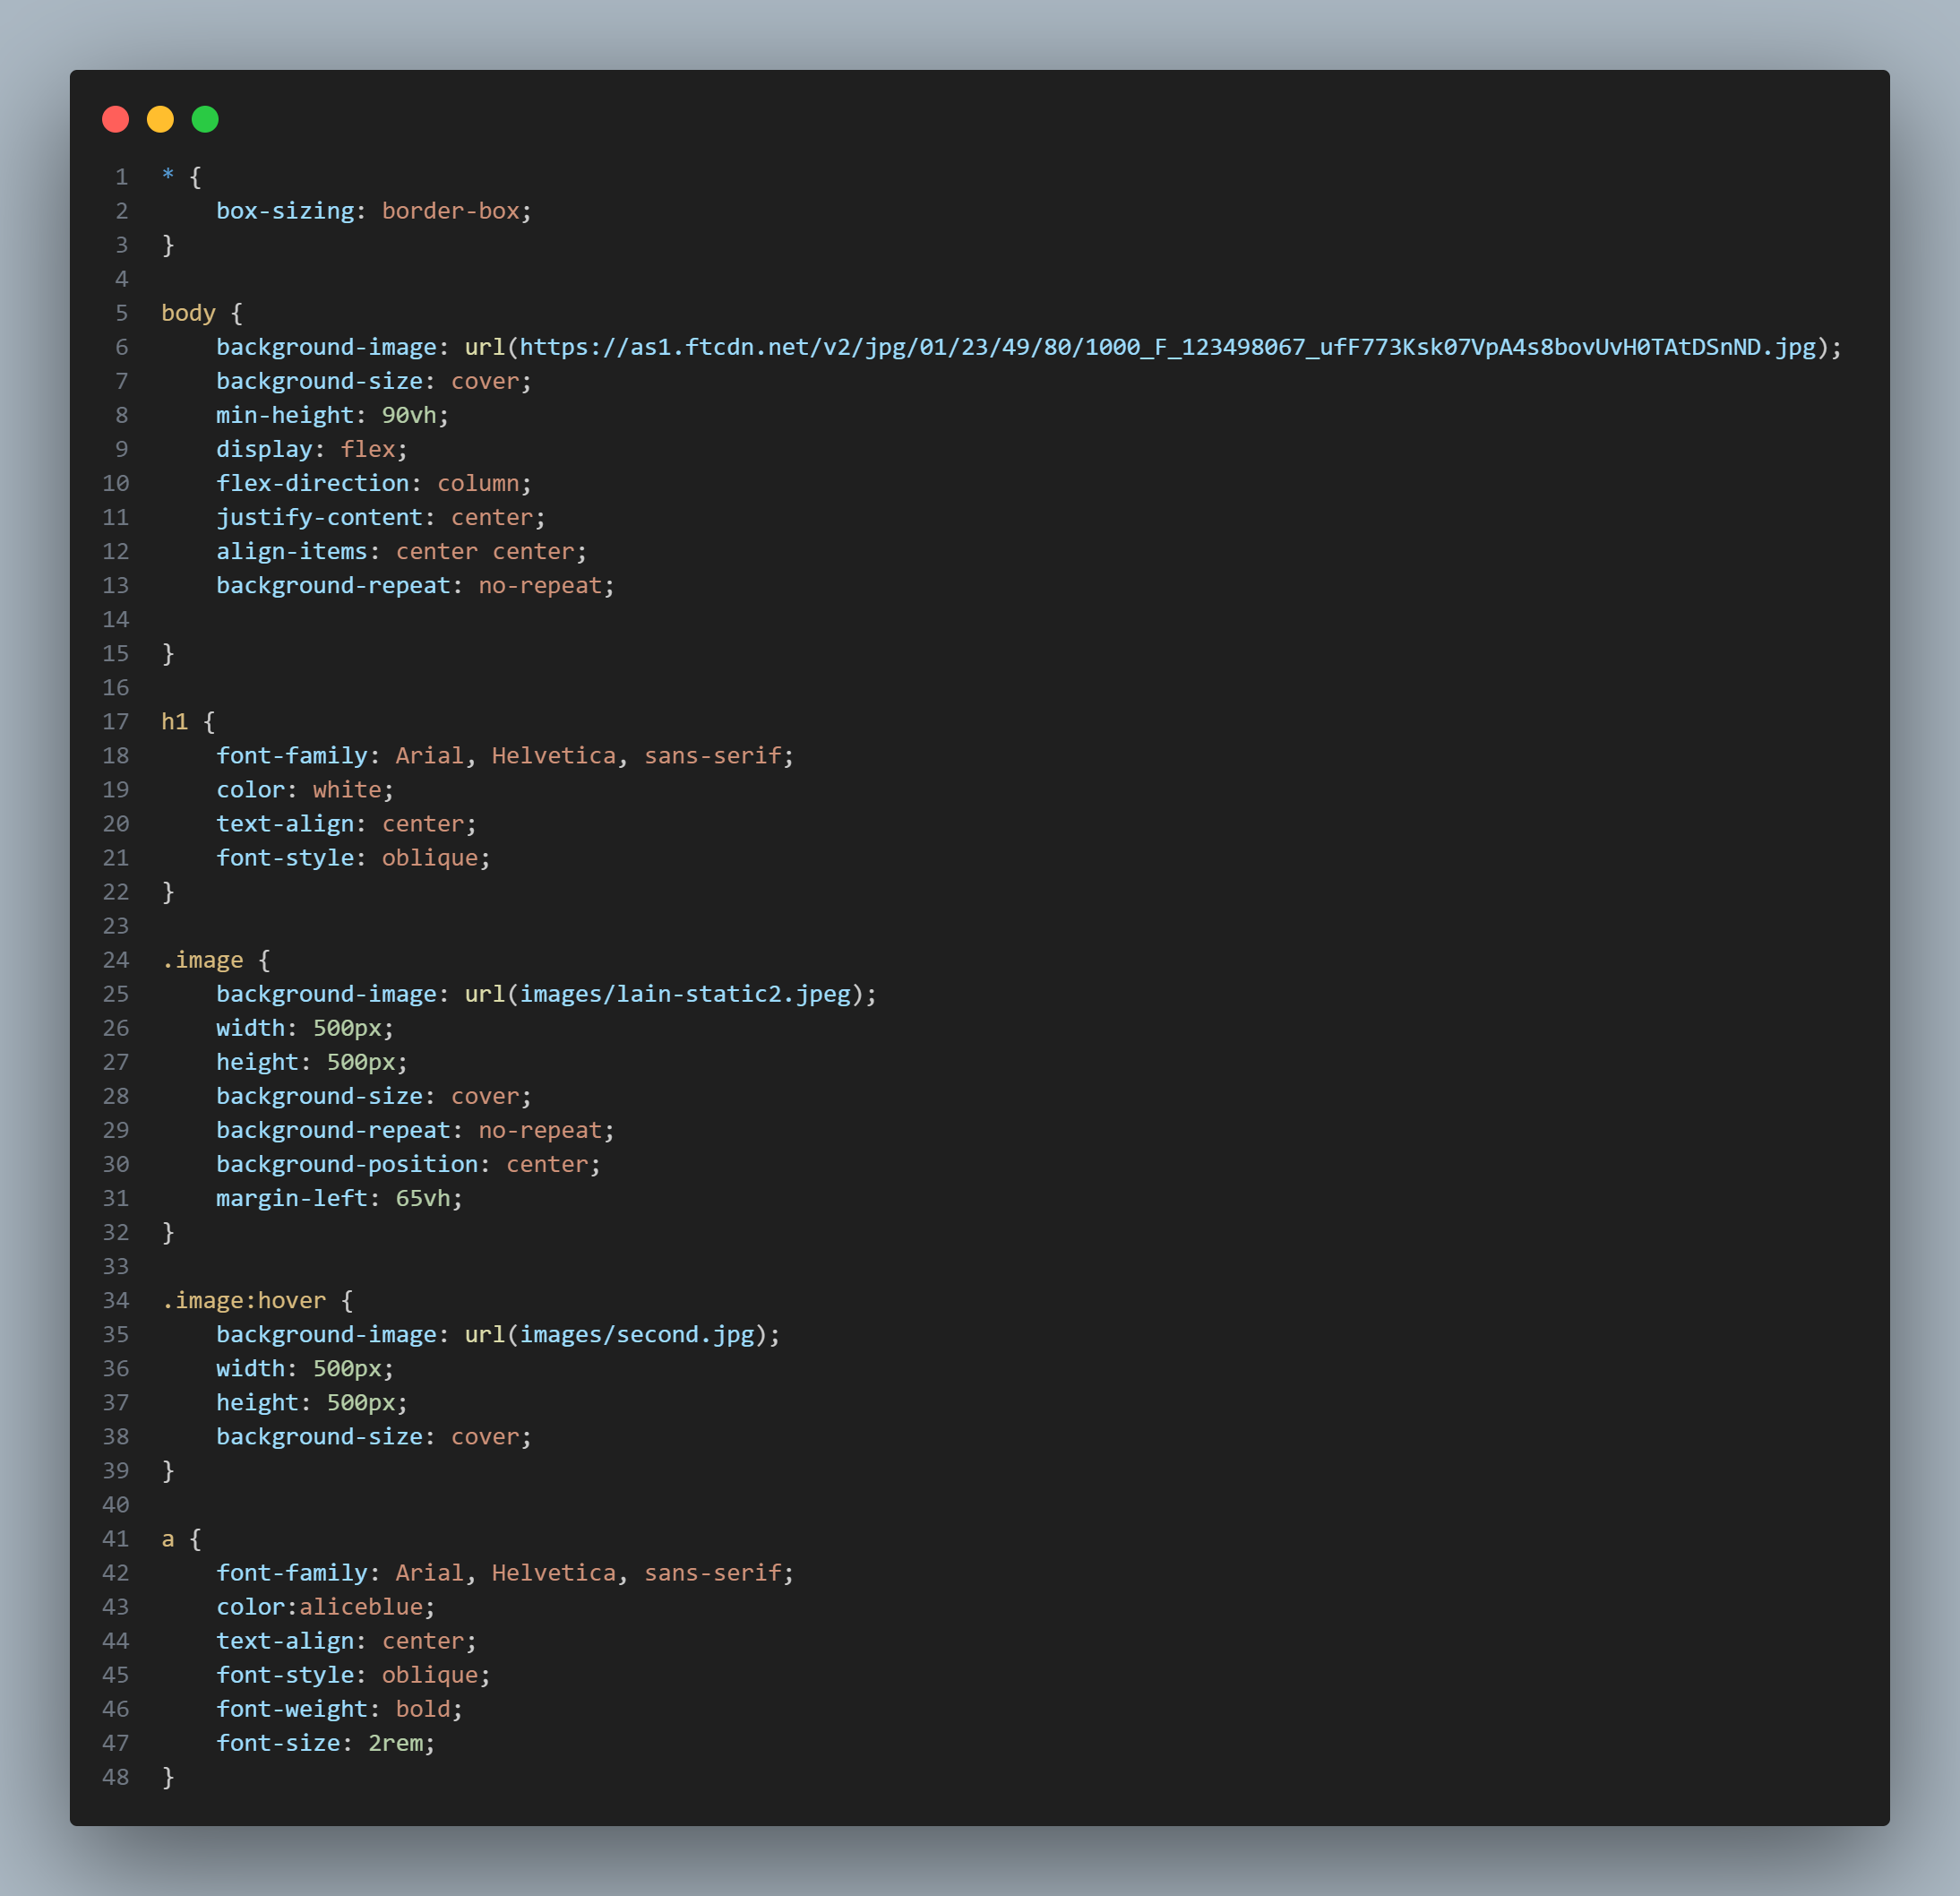 1 * {
2     box-sizing: border-box;
3 }
4
5 body {
6     background-image: url(https://as1.ftcdn.net/v2/jpg/01/23/49/80/1000_F_123498067_ufF773Ksk07VpA4s8bovUvH0TAtDSnND.jpg);
7     background-size: cover;
8     min-height: 90vh;
9     display: flex;
10     flex-direction: column;
11     justify-content: center;
12     align-items: center center;
13     background-repeat: no-repeat;
14
15 }
16
17 h1 {
18     font-family: Arial, Helvetica, sans-serif;
19     color: white;
20     text-align: center;
21     font-style: oblique;
22 }
23
24 .image {
25     background-image: url(images/lain-static2.jpeg);
26     width: 500px;
27     height: 500px;
28     background-size: cover;
29     background-repeat: no-repeat;
30     background-position: center;
31     margin-left: 65vh;
32 }
33
34 .image:hover {
35     background-image: url(images/second.jpg);
36     width: 500px;
37     height: 500px;
38     background-size: cover;
39 }
40
41 a {
42     font-family: Arial, Helvetica, sans-serif;
43     color:aliceblue;
44     text-align: center;
45     font-style: oblique;
46     font-weight: bold;
47     font-size: 2rem;
48 }